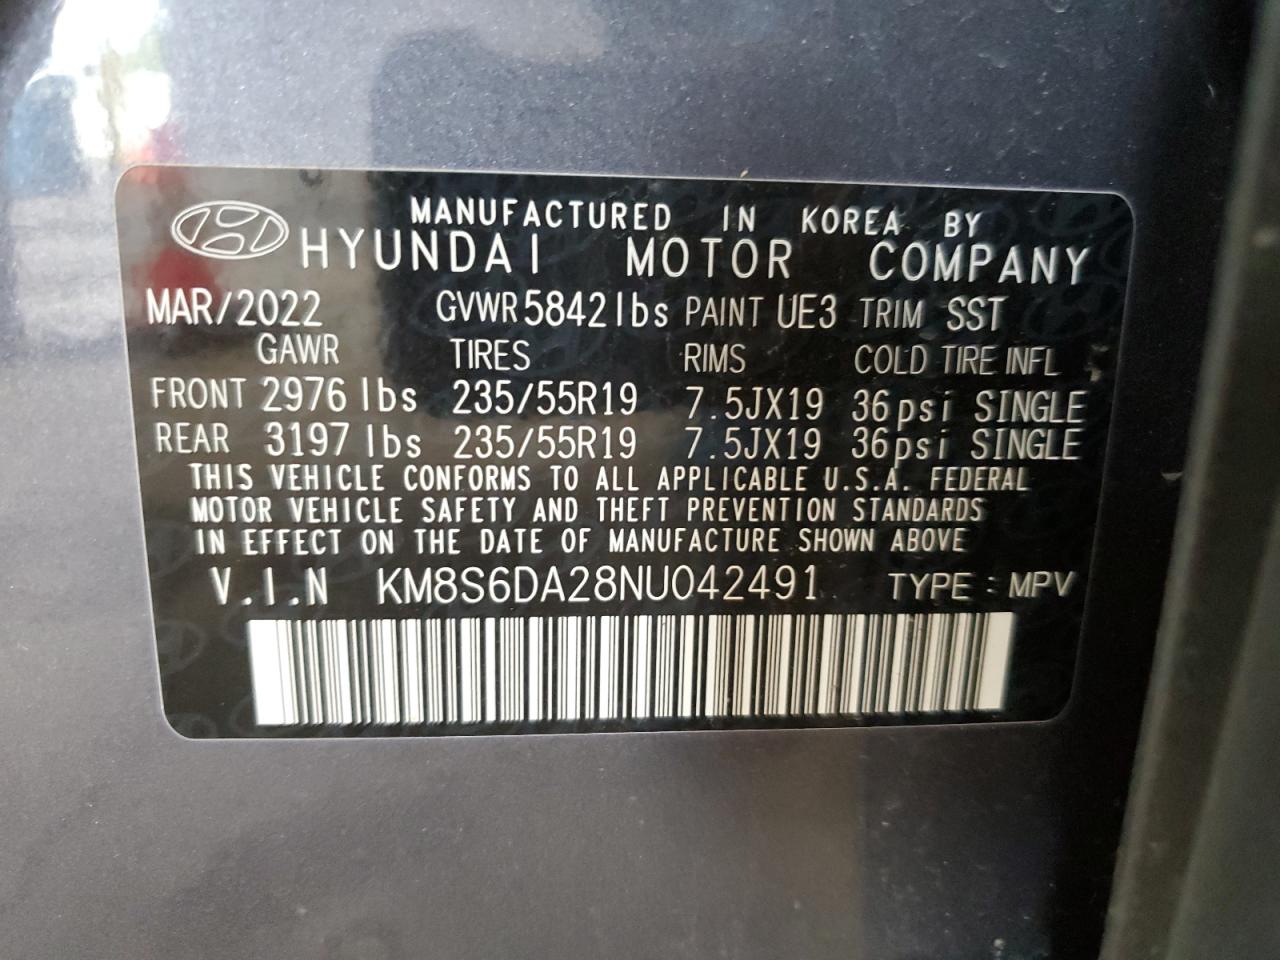 MANUFACTURED IN KOREA BY
HYUNDAI MOTOR COMPANY
MAR/2022 GVWR 5842 lbs PAINT UE3 TRIM SST
GAWR TIRES RIMS COLD TIRE INFL
FRONT 2976 lbs 235/55R19 7.5JX19 36psi SINGLE
REAR 3197 lbs 235/55R19 7.5JX19 36psi SINGLE
THIS VEHICLE CONFORMS TO ALL APPLICABLE U.S.A. FEDERAL
MOTOR VEHICLE SAFETY AND THEFT PREVENTION STANDARDS
IN EFFECT ON THE DATE OF MANUFACTURE SHOWN ABOVE
V.I.N KM8S6DA28NU042491 TYPE : MPV